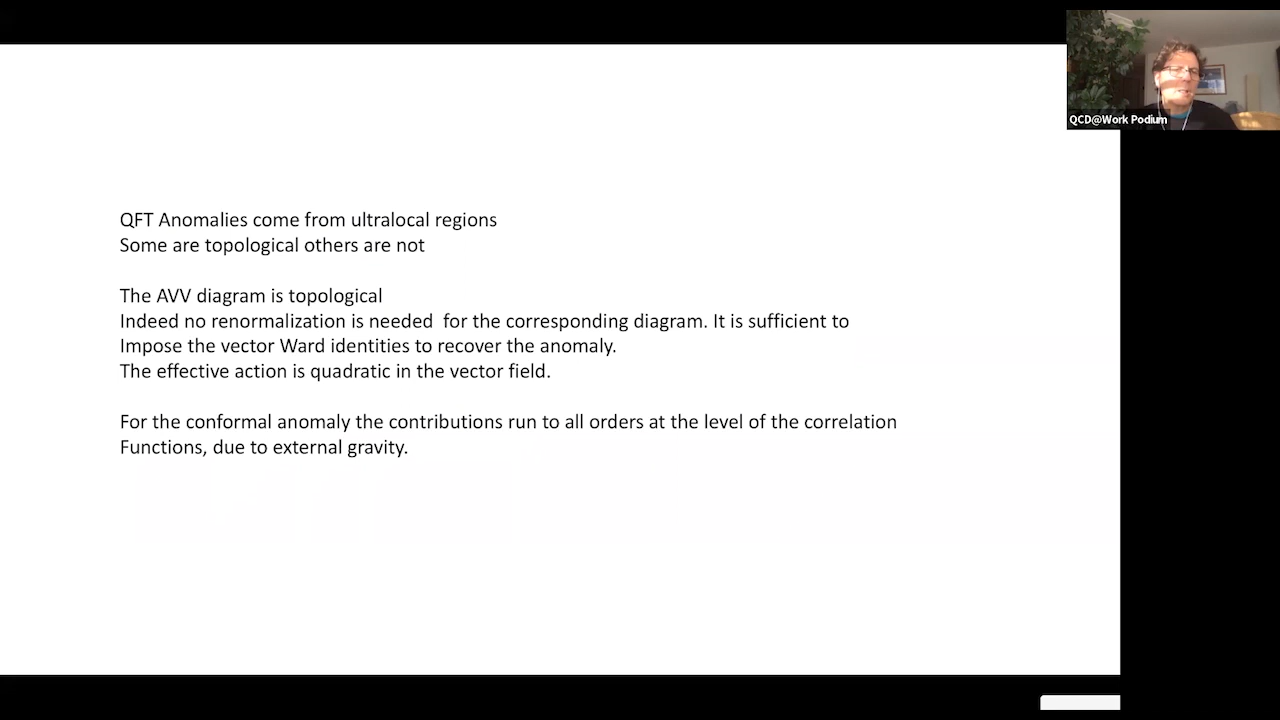 QCD@Work Podium
QFT Anomalies come from ultralocal regions
Some are topological others are not
The AVV diagram is topological
Indeed no renormalization is needed  for the corresponding diagram. It is sufficient to
Impose the vector Ward identities to recover the anomaly.
The effective action is quadratic in the vector field.
For the conformal anomaly the contributions run to all orders at the level of the correlation
Functions, due to external gravity.